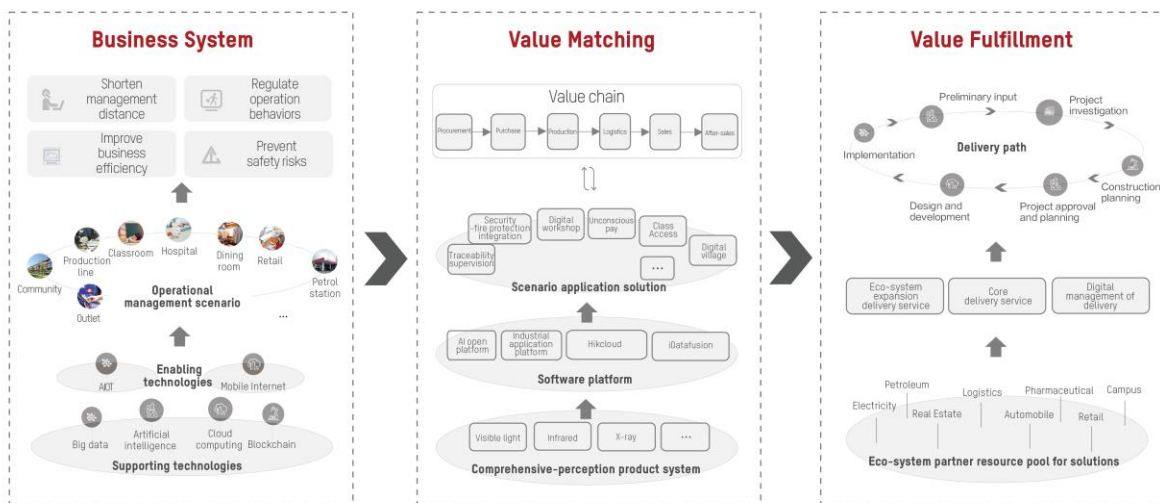 Business System
Shorten
management
distance
Regulate
operation
behaviors
Improve
business
efficiency
Prevent
safety risks
Community
Production
line
Classroom
Hospital
Dining
room
Retail
Petrol
station
Outlet
Operational
management scenario
...
Enabling
technologies
AIOT
Mobile Internet
Big data
Artificial
intelligence
Cloud
computing
Blockchain
Supporting technologies
Value Matching
Value chain
Procurement
Purchase
Production
Logistics
Sales
After-sales
Traceability
supervision
Security
-fire protection
integration
Digital
workshop
Unconscious
pay
Class
Access
Digital
village
...
Scenario application solution
AI open
platform
Industrial
application
platform
Hikcloud
iDatafusion
Software platform
Visible light
Infrared
X-ray
...
Comprehensive-perception product system
Value Fulfillment
Preliminary input
Project
investigation
Implementation
Delivery path
Construction
planning
Design and
development
Project approval
and planning
Eco-system
expansion
delivery service
Core
delivery service
Digital
management of
delivery
Electricity
Petroleum
Real Estate
Logistics
Automobile
Pharmaceutical
Retail
Campus
Eco-system partner resource pool for solutions